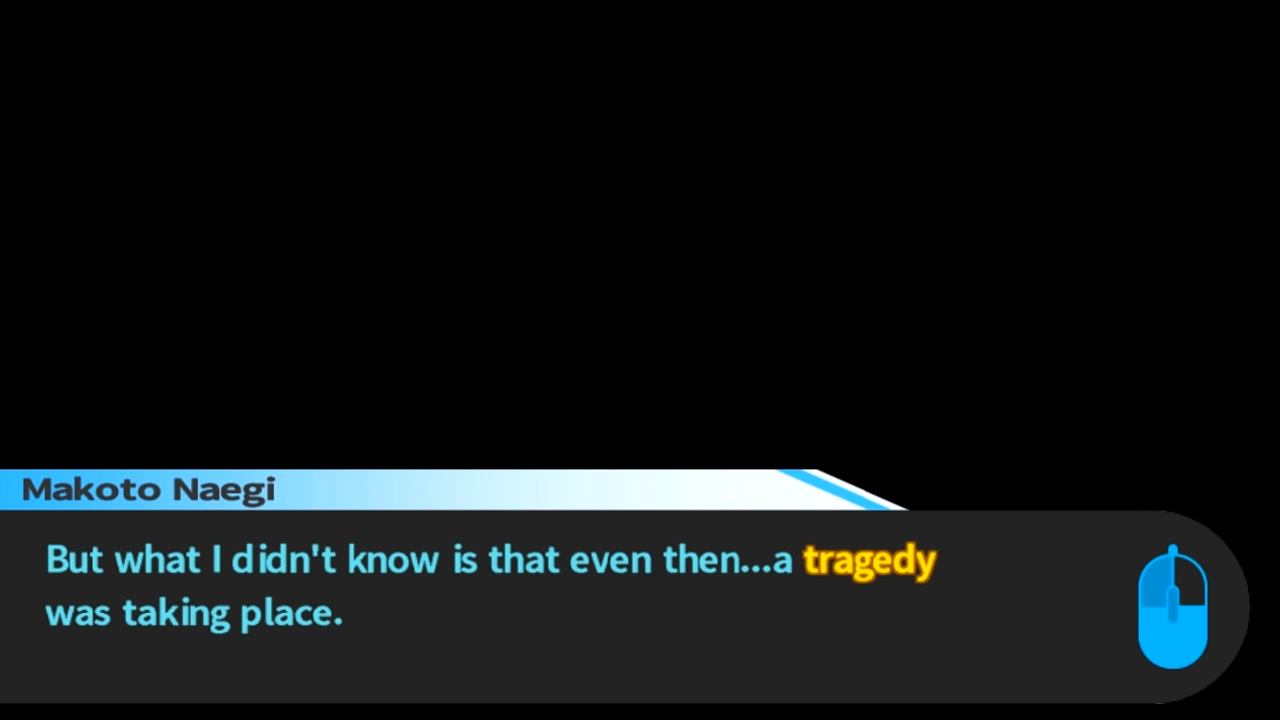 Makoto Naegi
But what I didn't know is that even then...a tragedy
was taking place.